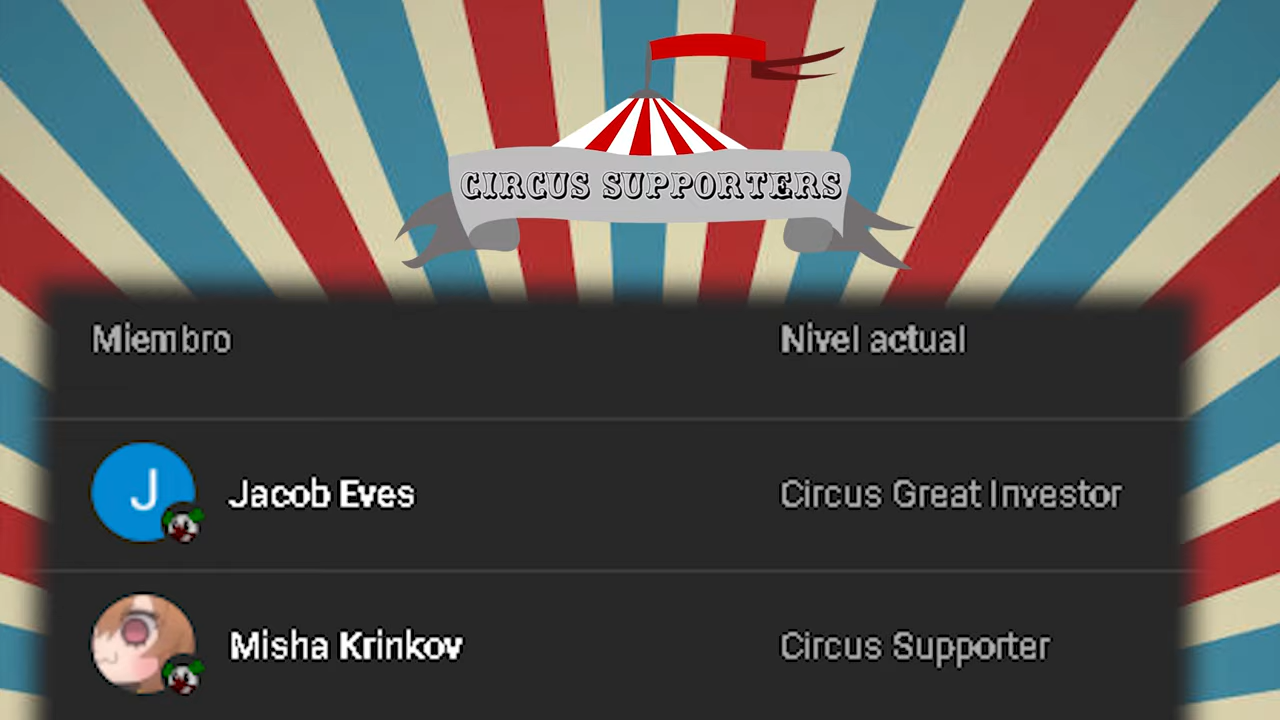 CIRCUS SUPPORTERS
Miembro Nivel actual
J
Jacob Eves Circus Great Investor
Misha Krinkov Circus Supporter